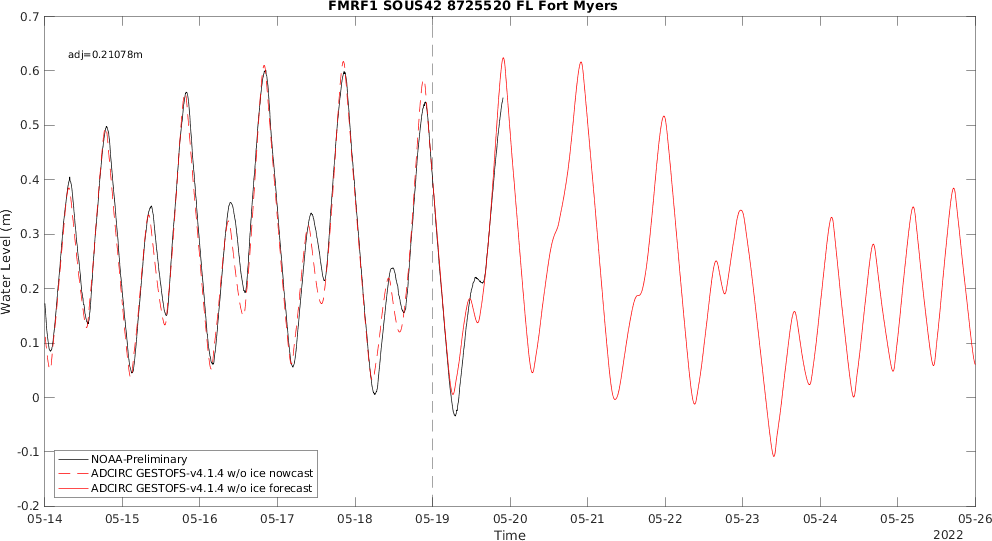 FMRF1 SOUS42 8725520 FL Fort Myers
0.7
adj=0.21078m
0.6
0.5
0.4
0.3
0.2
0.1
0
-0.1
-0.2
Water Level (m)
NOAA-Preliminary
ADCIRC GESTOFS-v4.1.4 w/o ice nowcast
ADCIRC GESTOFS-v4.1.4 w/o ice forecast
05-14 05-15 05-16 05-17 05-18 05-19 05-20 05-21 05-22 05-23 05-24 05-25 05-26
Time
2022